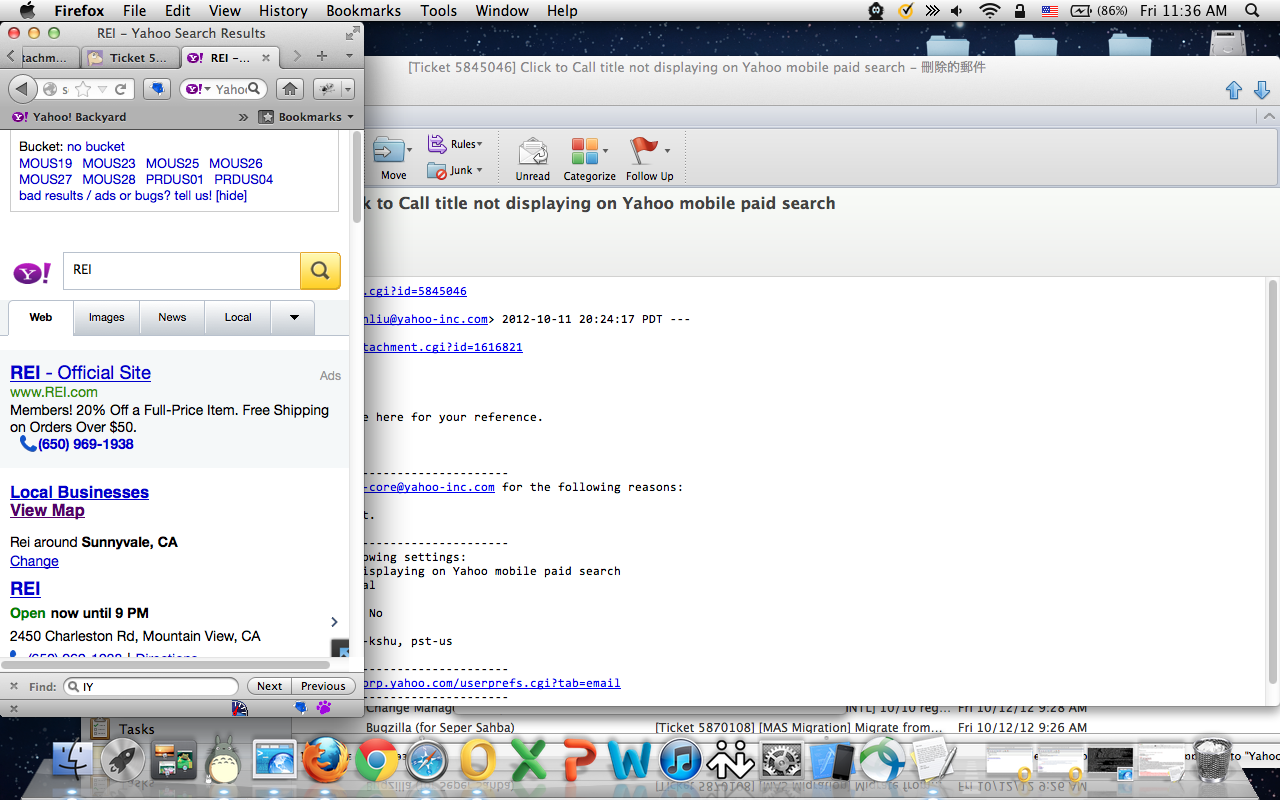 Firefox File Edit View History Bookmarks Tools Window Help
(86%) Fri 11:36 AM
REI – Yahoo Search Results
tachm...
Ticket 5...
REI –...
Yahoo! Backyard
Bookmarks
Bucket: no bucket
MOUS19 MOUS23 MOUS25 MOUS26
MOUS27 MOUS28 PRDUS01 PRDUS04
bad results / ads or bugs? tell us! [hide]
Y!
REI
Web
Images
News
Local
REI - Official Site
Ads
www.REI.com
Members! 20% Off a Full-Price Item. Free Shipping
on Orders Over $50.
(650) 969-1938
Local Businesses
View Map
Rei around Sunnyvale, CA
Change
REI
Open now until 9 PM
2450 Charleston Rd, Mountain View, CA
Find:
IY
Next
Previous
[Ticket 5845046] Click to Call title not displaying on Yahoo mobile paid search – 刪除的郵件
Move
Rules
Junk
Unread
Categorize
Follow Up
k to Call title not displaying on Yahoo mobile paid search
.cgi?id=5845046
nliu@yahoo-inc.com> 2012-10-11 20:24:17 PDT ---
tachment.cgi?id=1616821
e here for your reference.
----------------------
-core@yahoo-inc.com for the following reasons:
t.
----------------------
owing settings:
isplaying on Yahoo mobile paid search
al
No
-kshu, pst-us
----------------------
orp.yahoo.com/userprefs.cgi?tab=email
----------------------
Change Manag
INTL] 10/10 reg... Fri 10/12/12 9:28 AM
Tasks
Bugzilla (for Seper Sahba)
[Ticket 5870108] [MAS Migration] Migrate from...
Fri 10/12/12 9:26 AM